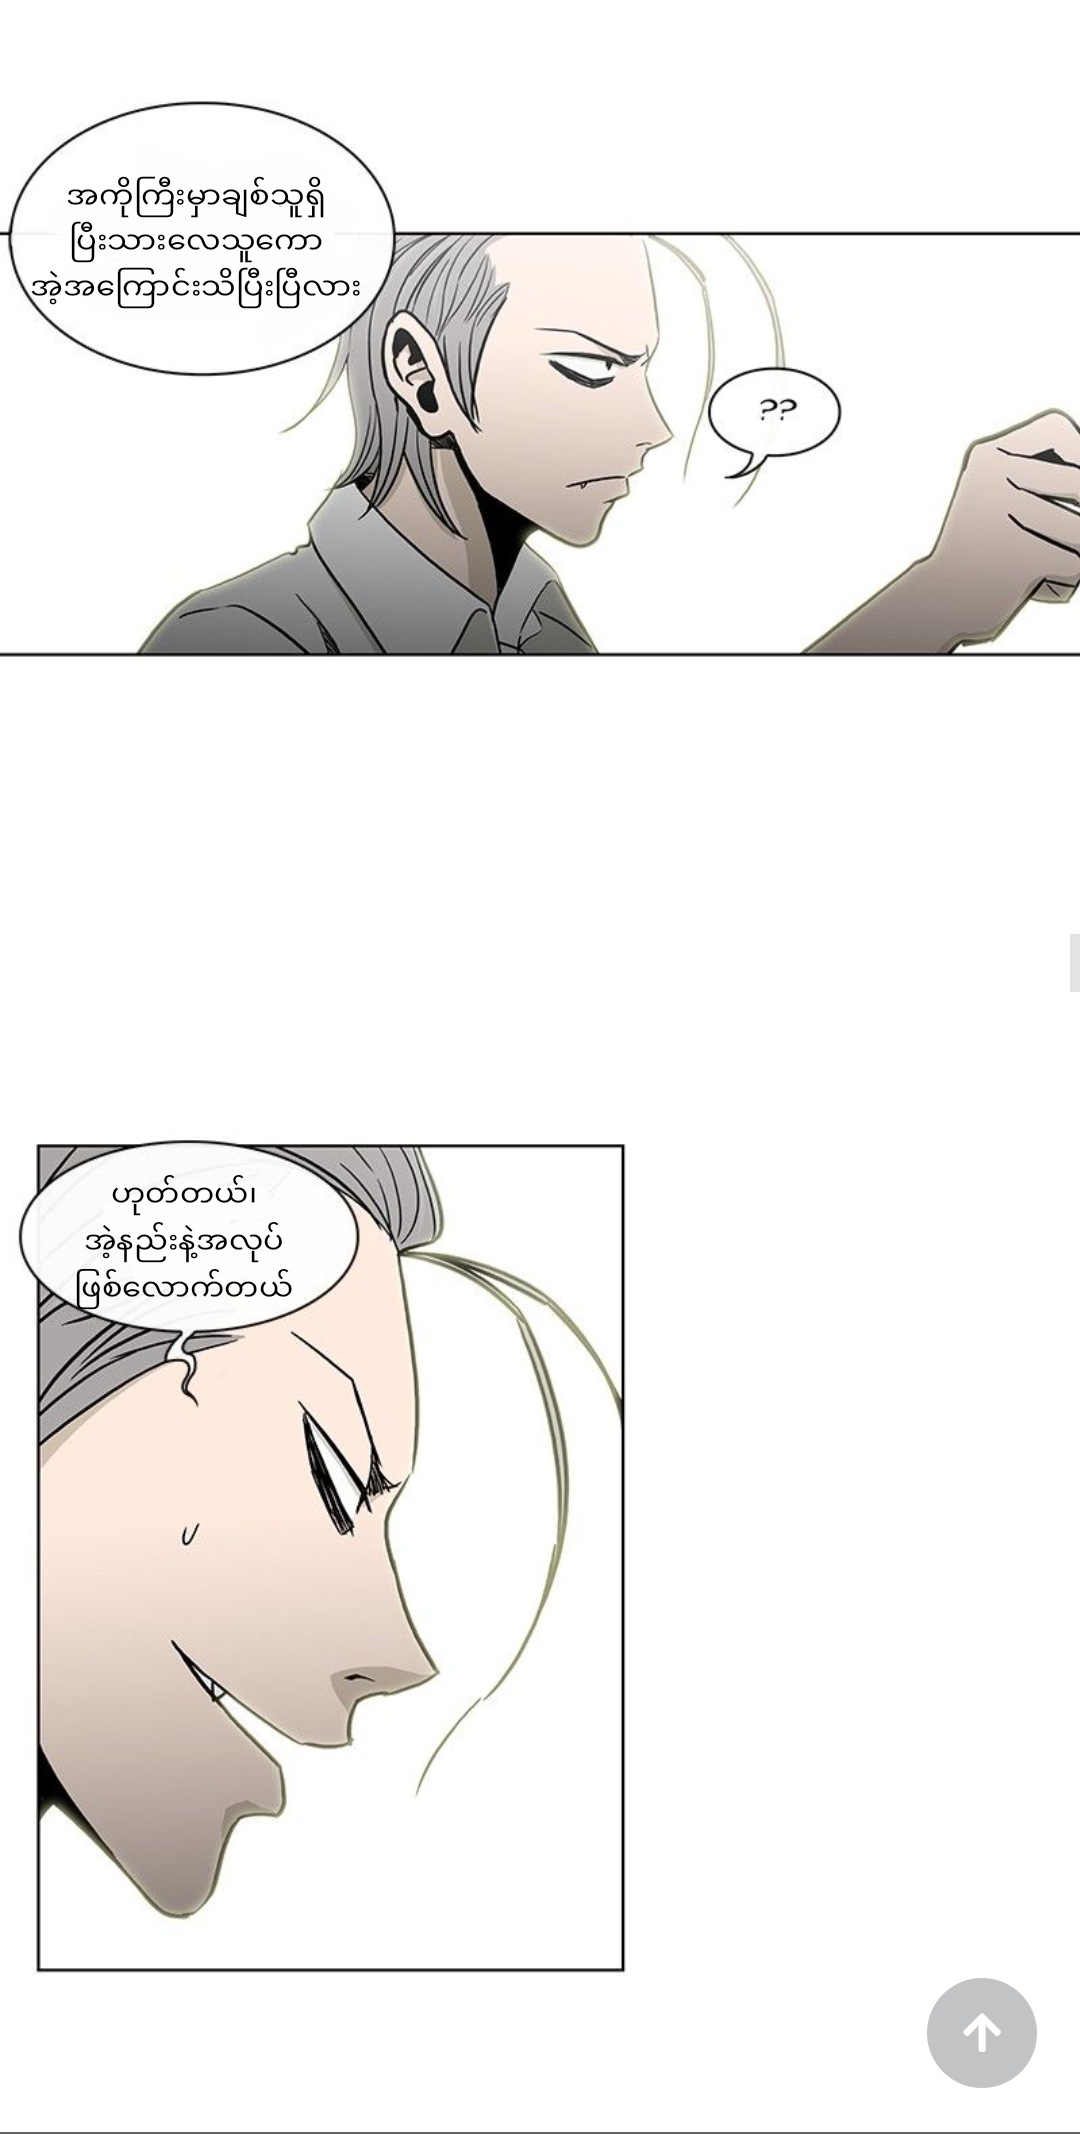 အကိုကြီးမှာချစ်သူရှိ
ပြီးသားလေသူကော
အဲ့အကြောင်းသိပြီးပြီလား
??
ဟုတ်တယ်၊
အဲ့နည်းနဲ့အလုပ်
ဖြစ်လောက်တယ်